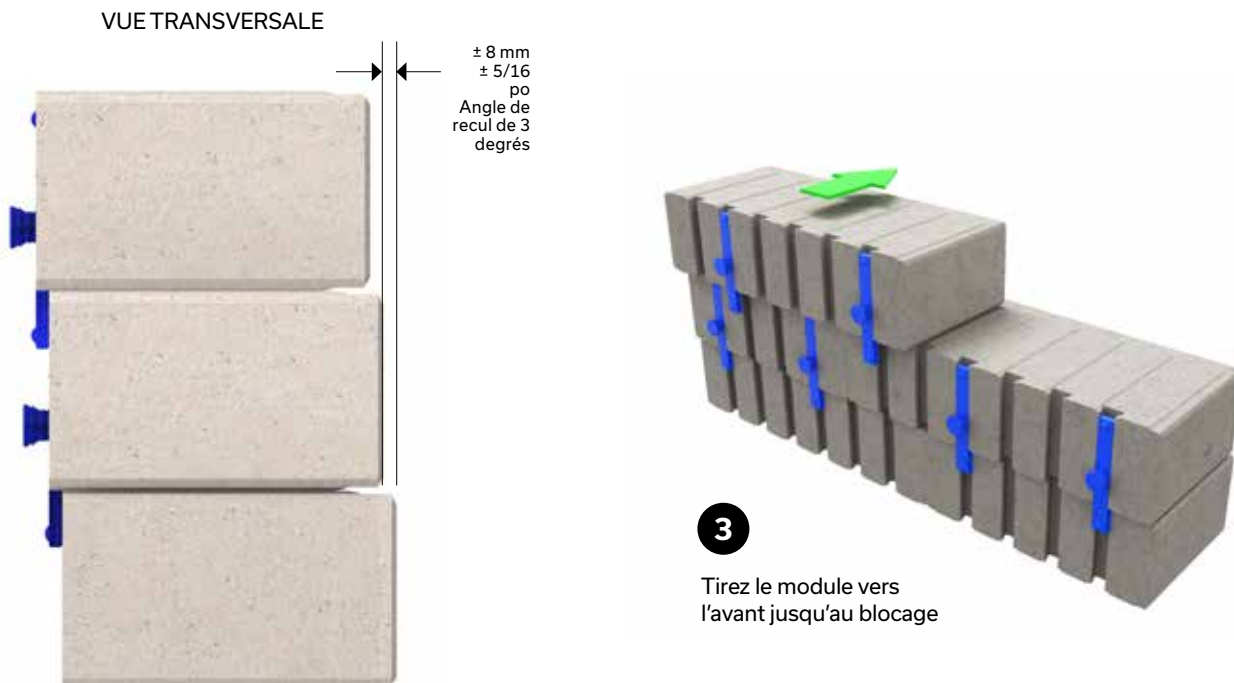 VUE TRANSVERSALE
± 8 mm
± 5/16
po
Angle de
recul de 3
degrés
3
Tirez le module vers
l'avant jusqu'au blocage